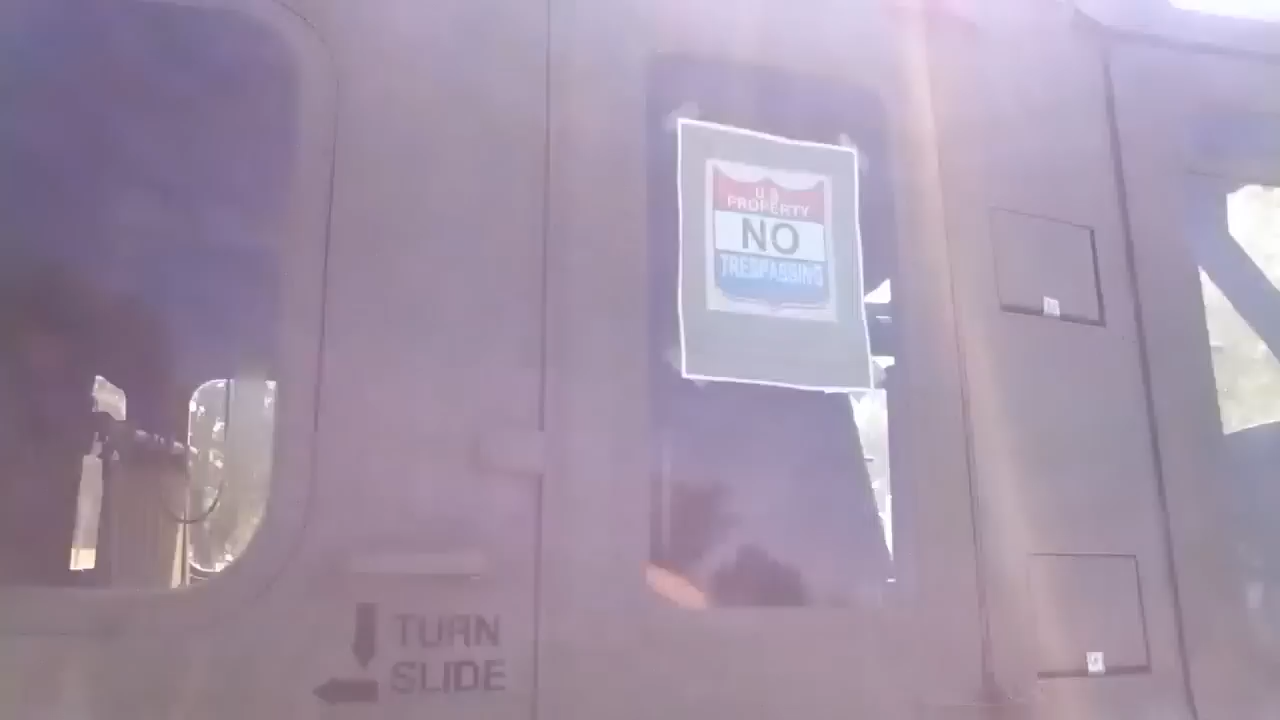 U.S.
PROPERTY
NO
TRESPASSING
TURN
SLIDE